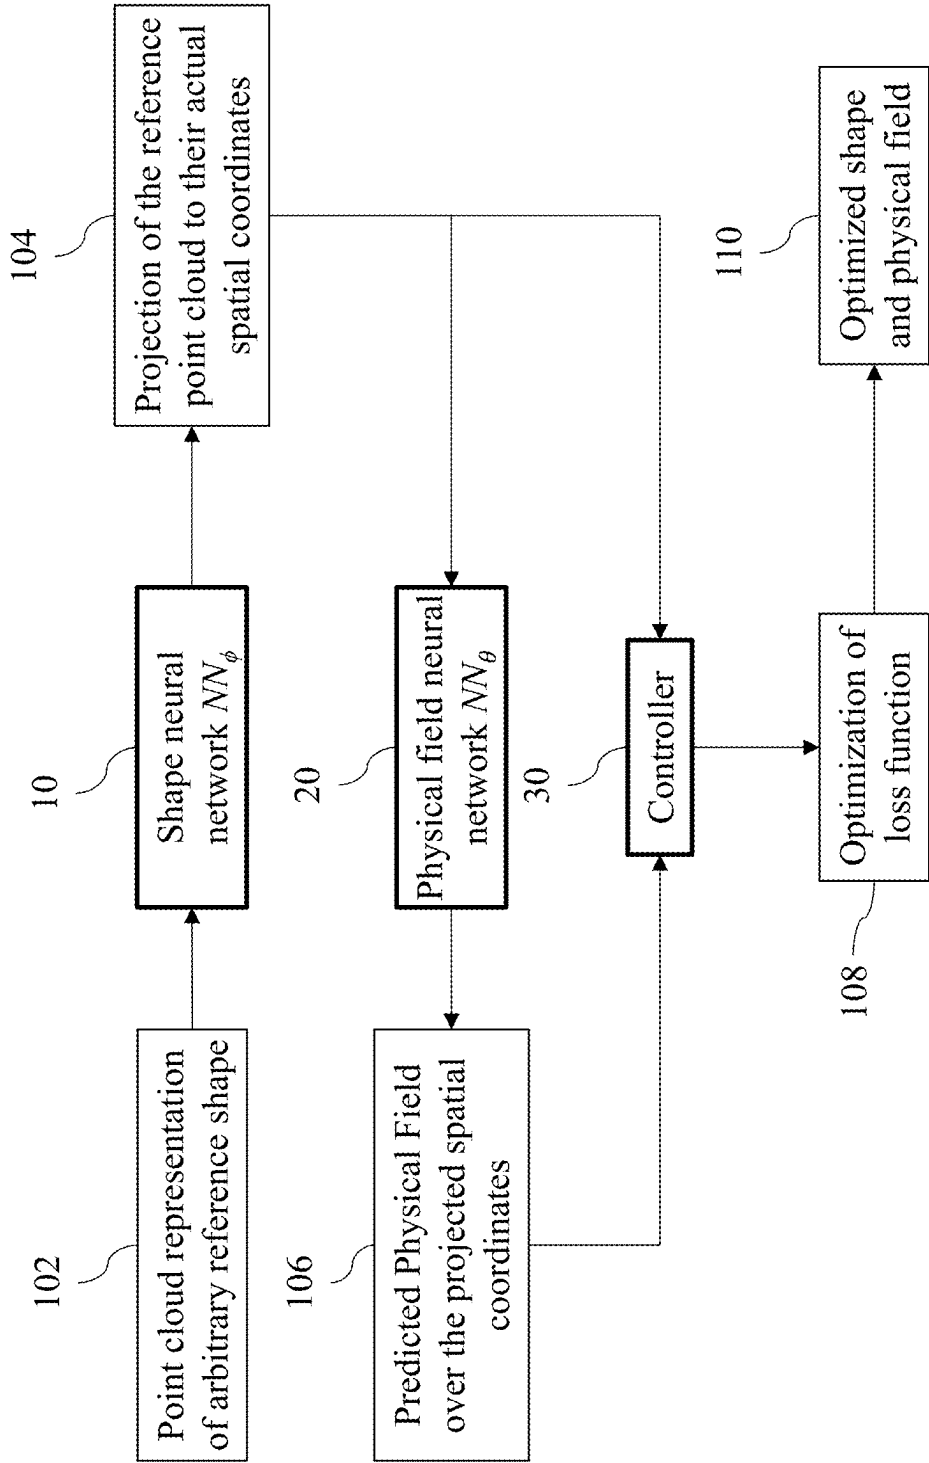 102
Point cloud representation
of arbitrary reference shape
10
Shape neural
network NNϕ
104
Projection of the reference
point cloud to their actual
spatial coordinates
106
Predicted Physical Field
over the projected spatial
coordinates
20
Physical field neural
network NNθ
30
Controller
108
Optimization of
loss function
110
Optimized shape
and physical field